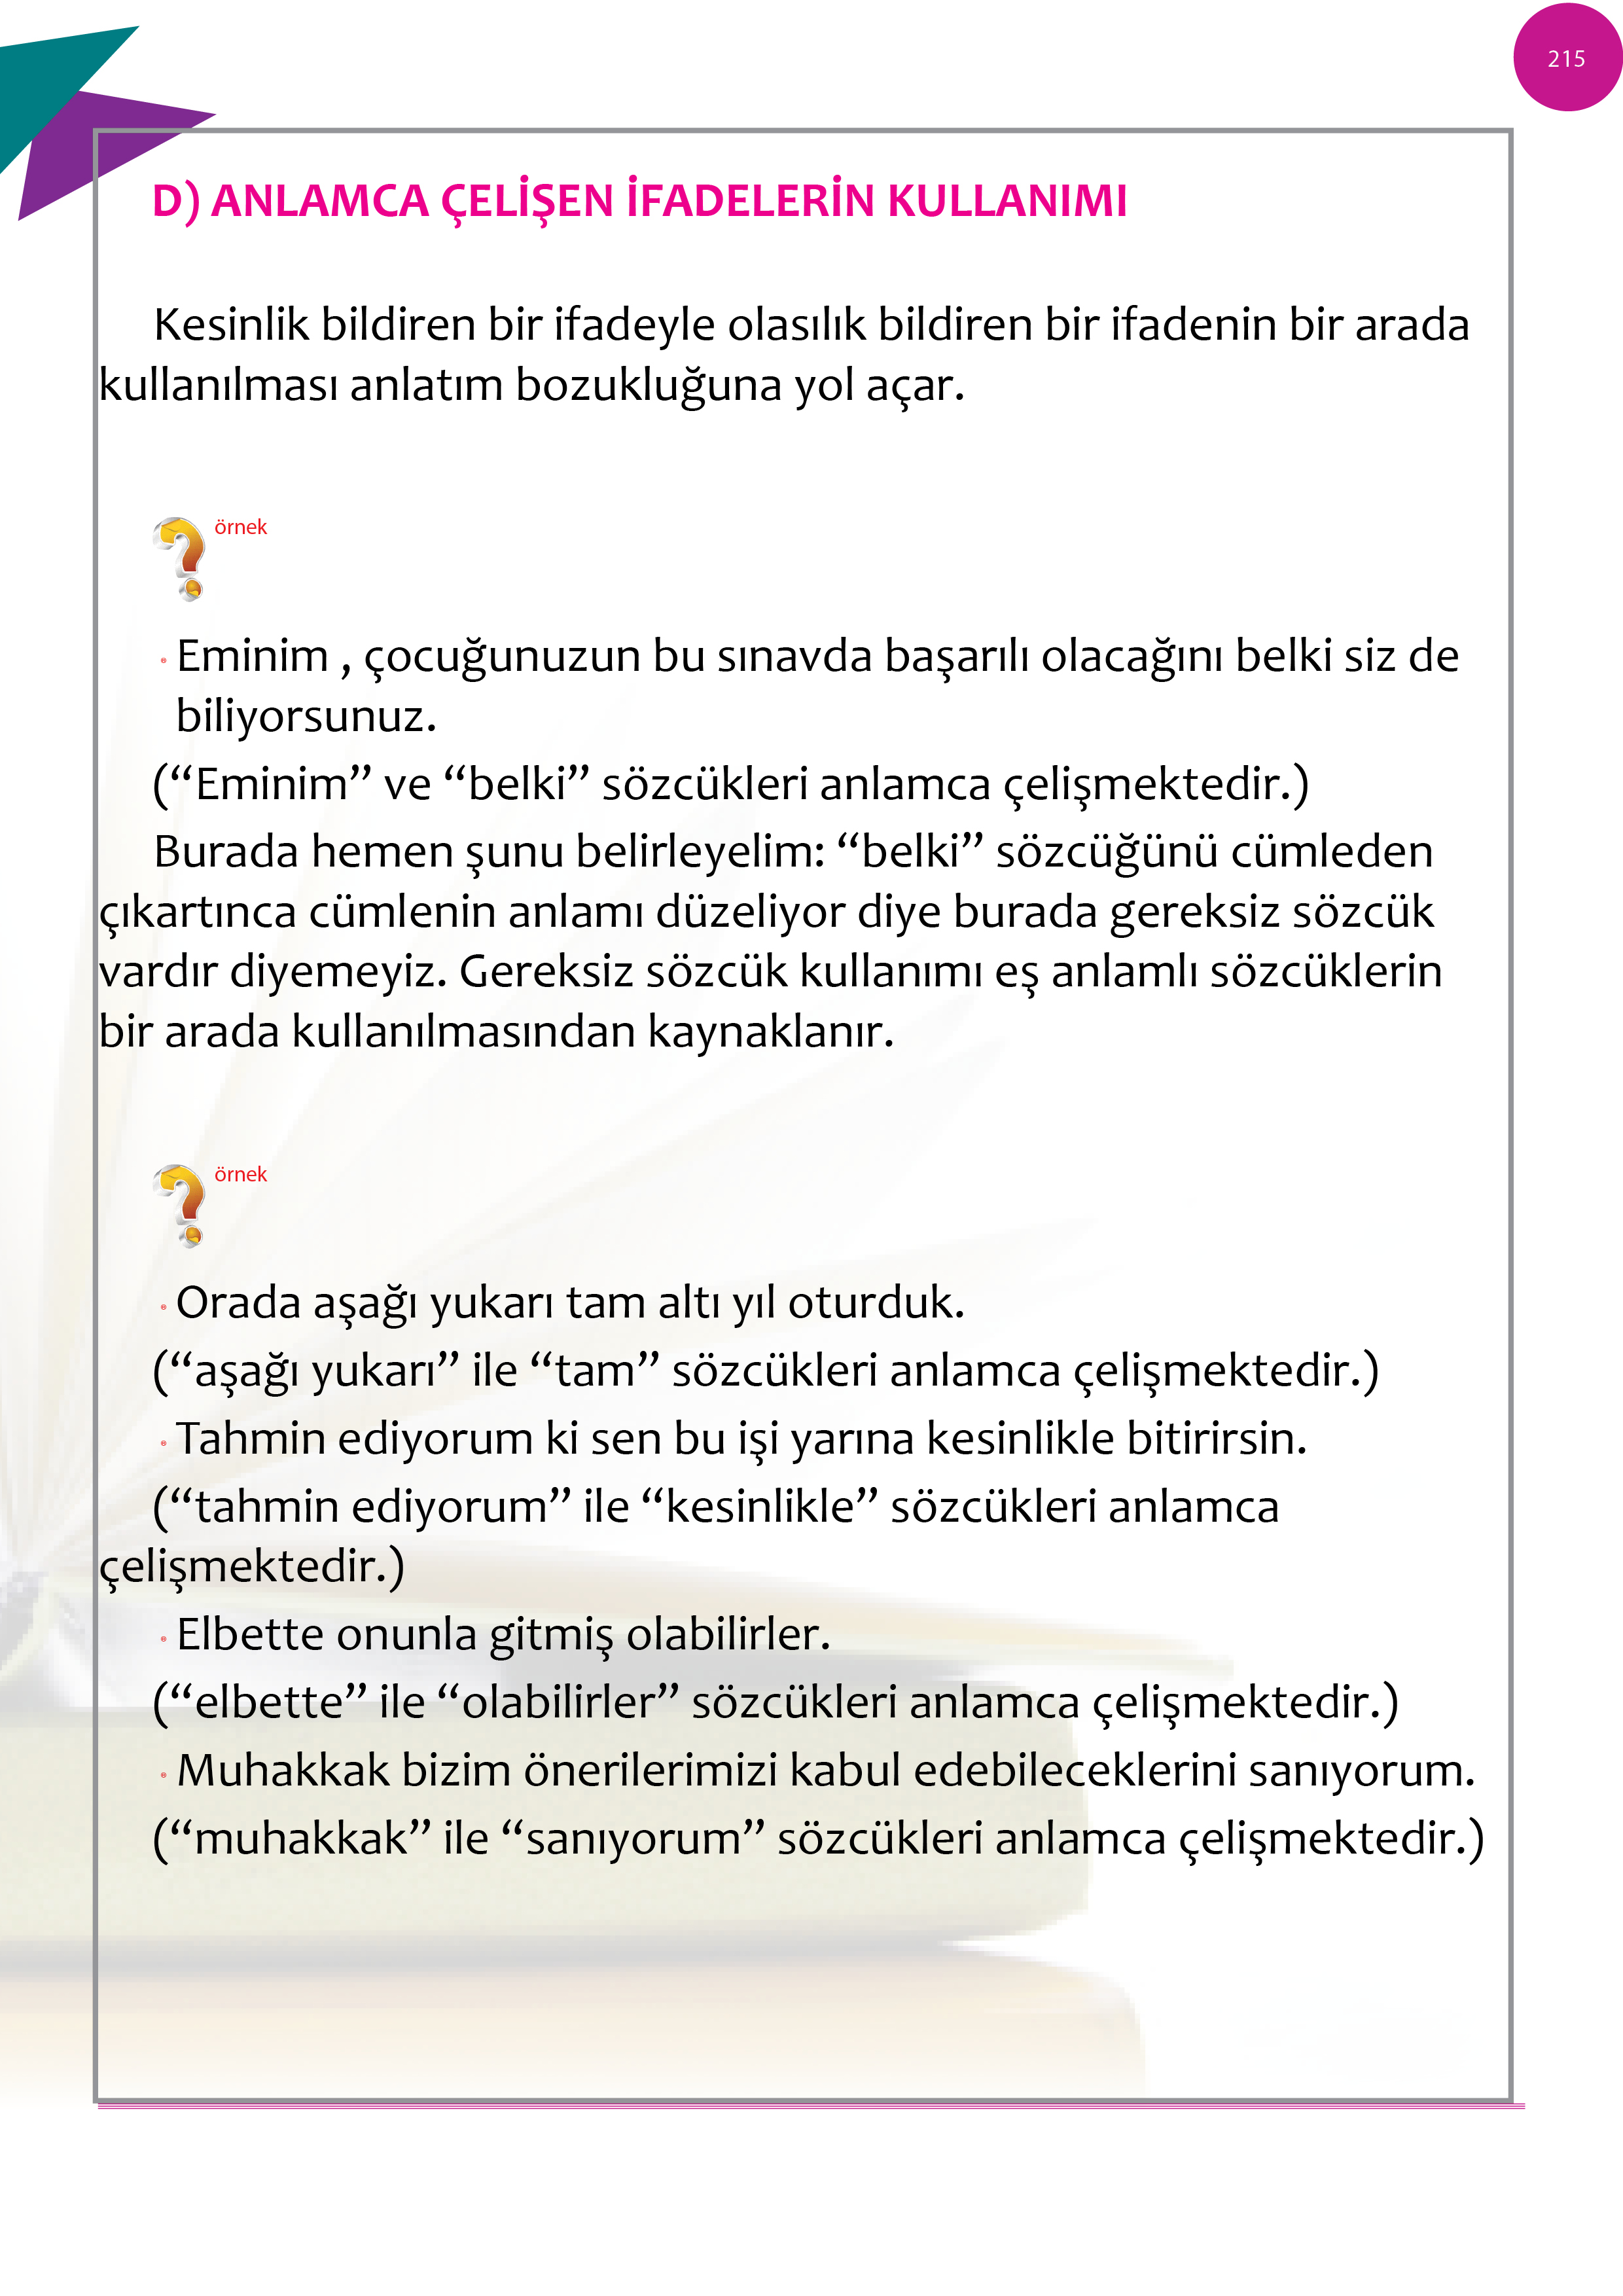 215
D) ANLAMCA ÇELİŞEN İFADELERİN KULLANIMI
Kesinlik bildiren bir ifadeyle olasılık bildiren bir ifadenin bir arada
kullanılması anlatım bozukluğuna yol açar.
örnek
Eminim , çocuğunuzun bu sınavda başarılı olacağını belki siz de
biliyorsunuz.
(“Eminim” ve “belki” sözcükleri anlamca çelişmektedir.)
Burada hemen şunu belirleyelim: “belki” sözcüğünü cümleden
çıkartınca cümlenin anlamı düzeliyor diye burada gereksiz sözcük
vardır diyemeyiz. Gereksiz sözcük kullanımı eş anlamlı sözcüklerin
bir arada kullanılmasından kaynaklanır.
örnek
Orada aşağı yukarı tam altı yıl oturduk.
(“aşağı yukarı” ile “tam” sözcükleri anlamca çelişmektedir.)
Tahmin ediyorum ki sen bu işi yarına kesinlikle bitirirsin.
(“tahmin ediyorum” ile “kesinlikle” sözcükleri anlamca
çelişmektedir.)
Elbette onunla gitmiş olabilirler.
(“elbette” ile “olabilirler” sözcükleri anlamca çelişmektedir.)
Muhakkak bizim önerilerimizi kabul edebileceklerini sanıyorum.
(“muhakkak” ile “sanıyorum” sözcükleri anlamca çelişmektedir.)